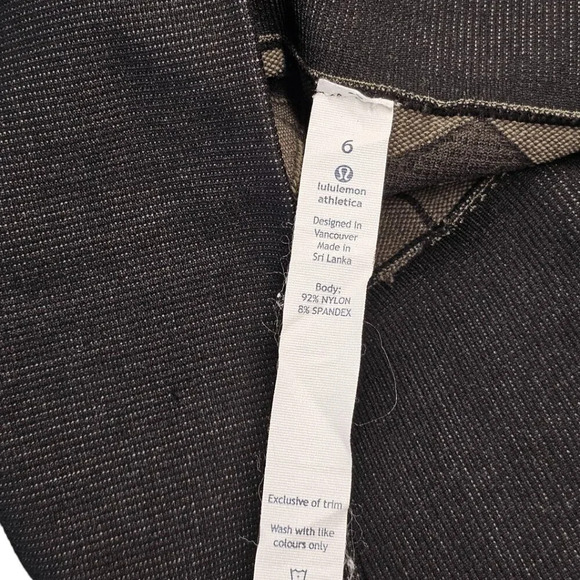 6
lululemon
athletica
Designed in
Vancouver
Made in
Sri Lanka
Body:
92% NYLON
8% SPANDEX
Exclusive of trim
Wash with like
colours only